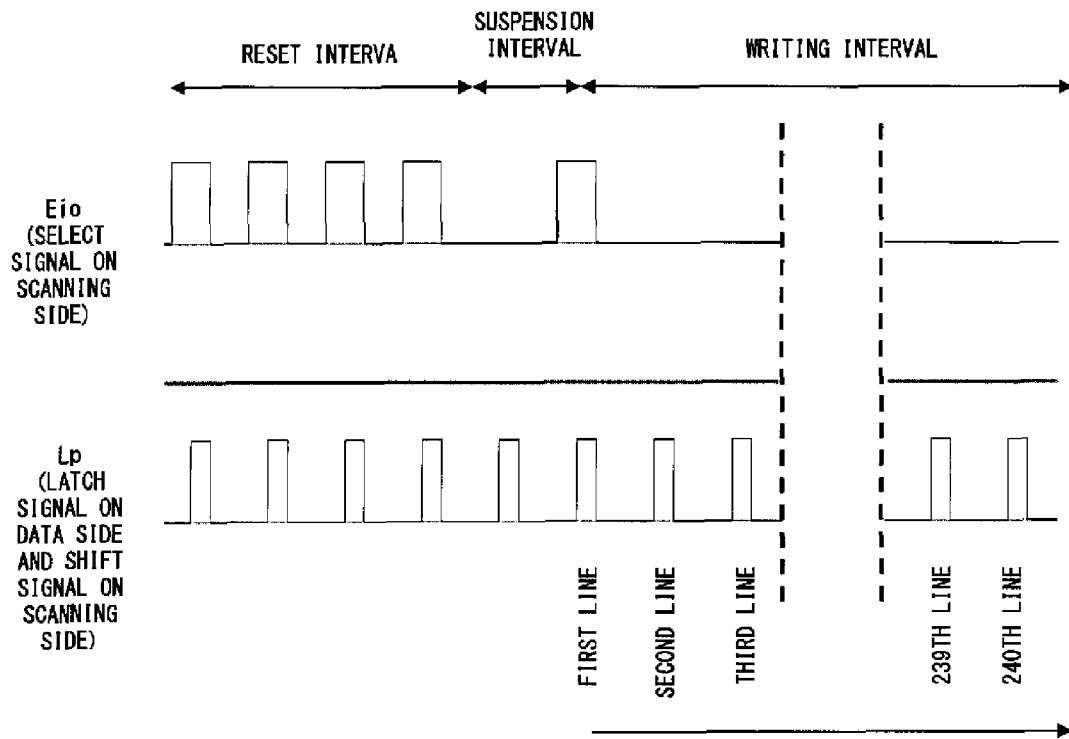 SUSPENSION
INTERVAL
RESET INTERVA
WRITING INTERVAL
Eio
(SELECT
SIGNAL ON
SCANNING
SIDE)
Lp
(LATCH
SIGNAL ON
DATA SIDE
AND SHIFT
SIGNAL ON
SCANNING
SIDE)
FIRST LINE
SECOND LINE
THIRD LINE
239TH LINE
240TH LINE